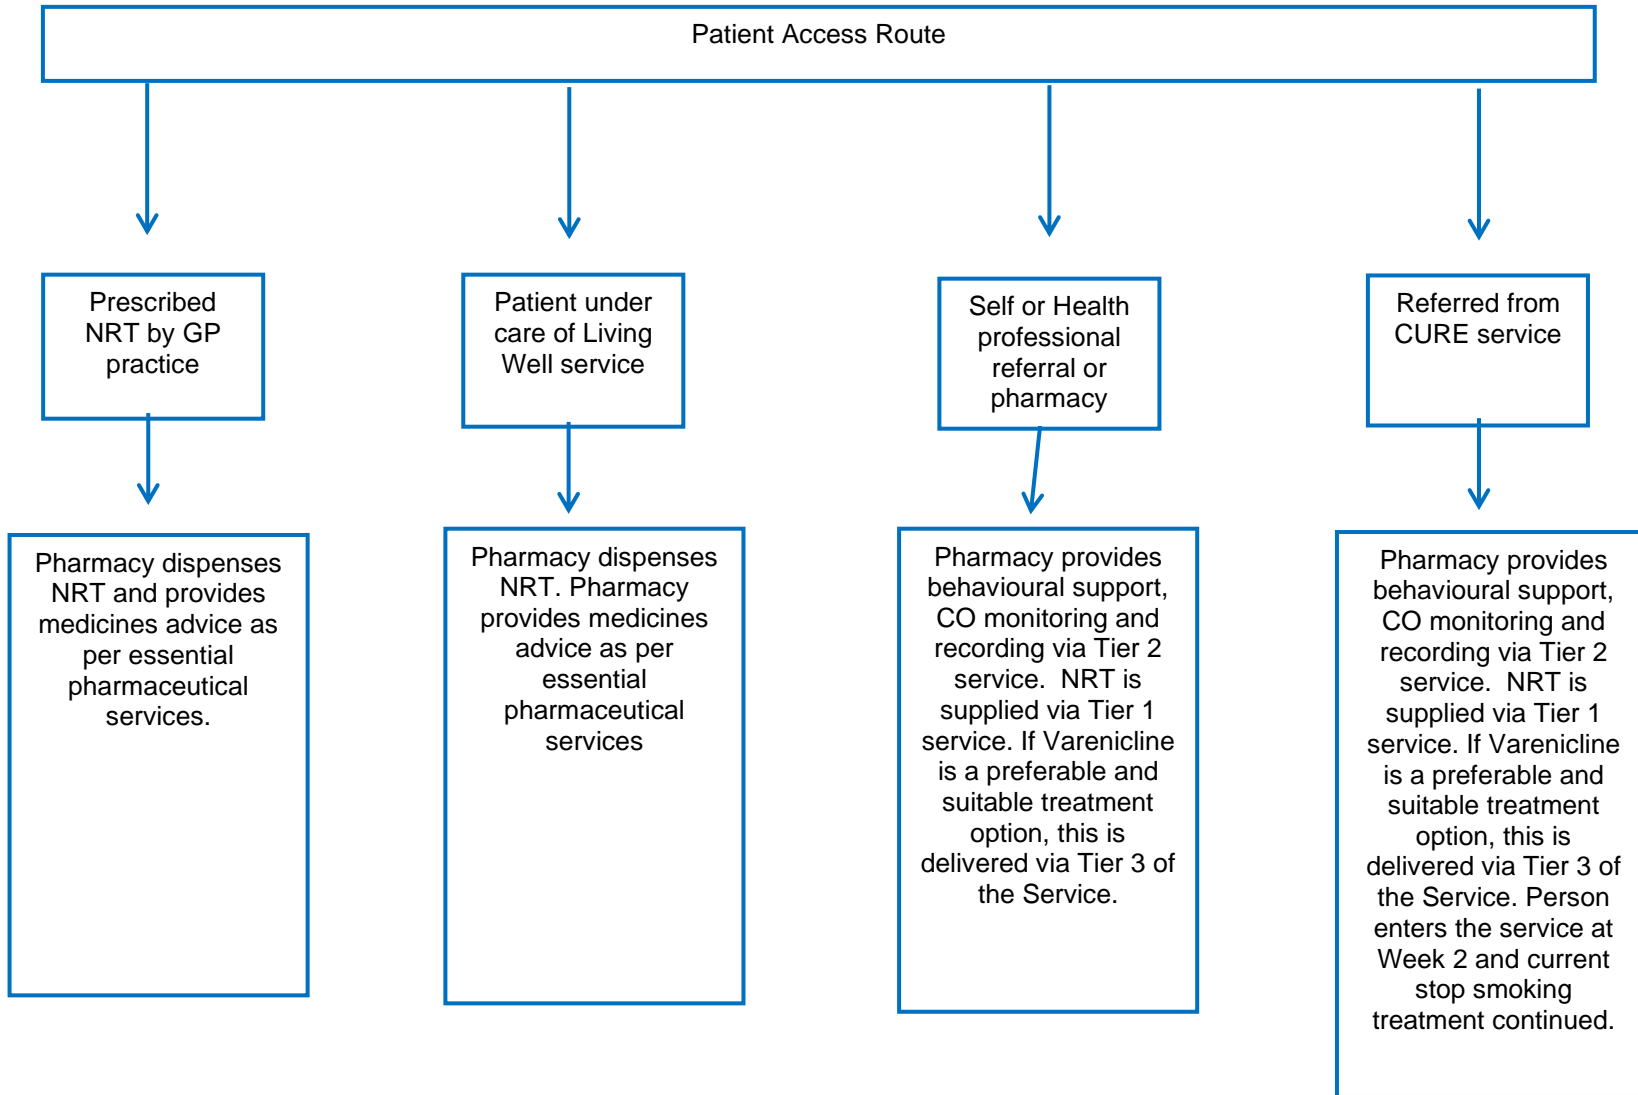 Patient Access Route
Prescribed
NRT by GP
practice
Patient under
care of Living
Well service
Self or Health
professional
referral or
pharmacy
Referred from
CURE service
Pharmacy dispenses
NRT and provides
medicines advice as
per essential
pharmaceutical
services.
Pharmacy dispenses
NRT. Pharmacy
provides medicines
advice as per
essential
pharmaceutical
services
Pharmacy provides
behavioural support,
CO monitoring and
recording via Tier 2
service.  NRT is
supplied via Tier 1
service. If Varenicline
is a preferable and
suitable treatment
option, this is
delivered via Tier 3 of
the Service.
Pharmacy provides
behavioural support,
CO monitoring and
recording via Tier 2
service.  NRT is
supplied via Tier 1
service. If Varenicline
is a preferable and
suitable treatment
option, this is
delivered via Tier 3 of
the Service. Person
enters the service at
Week 2 and current
stop smoking
treatment continued.